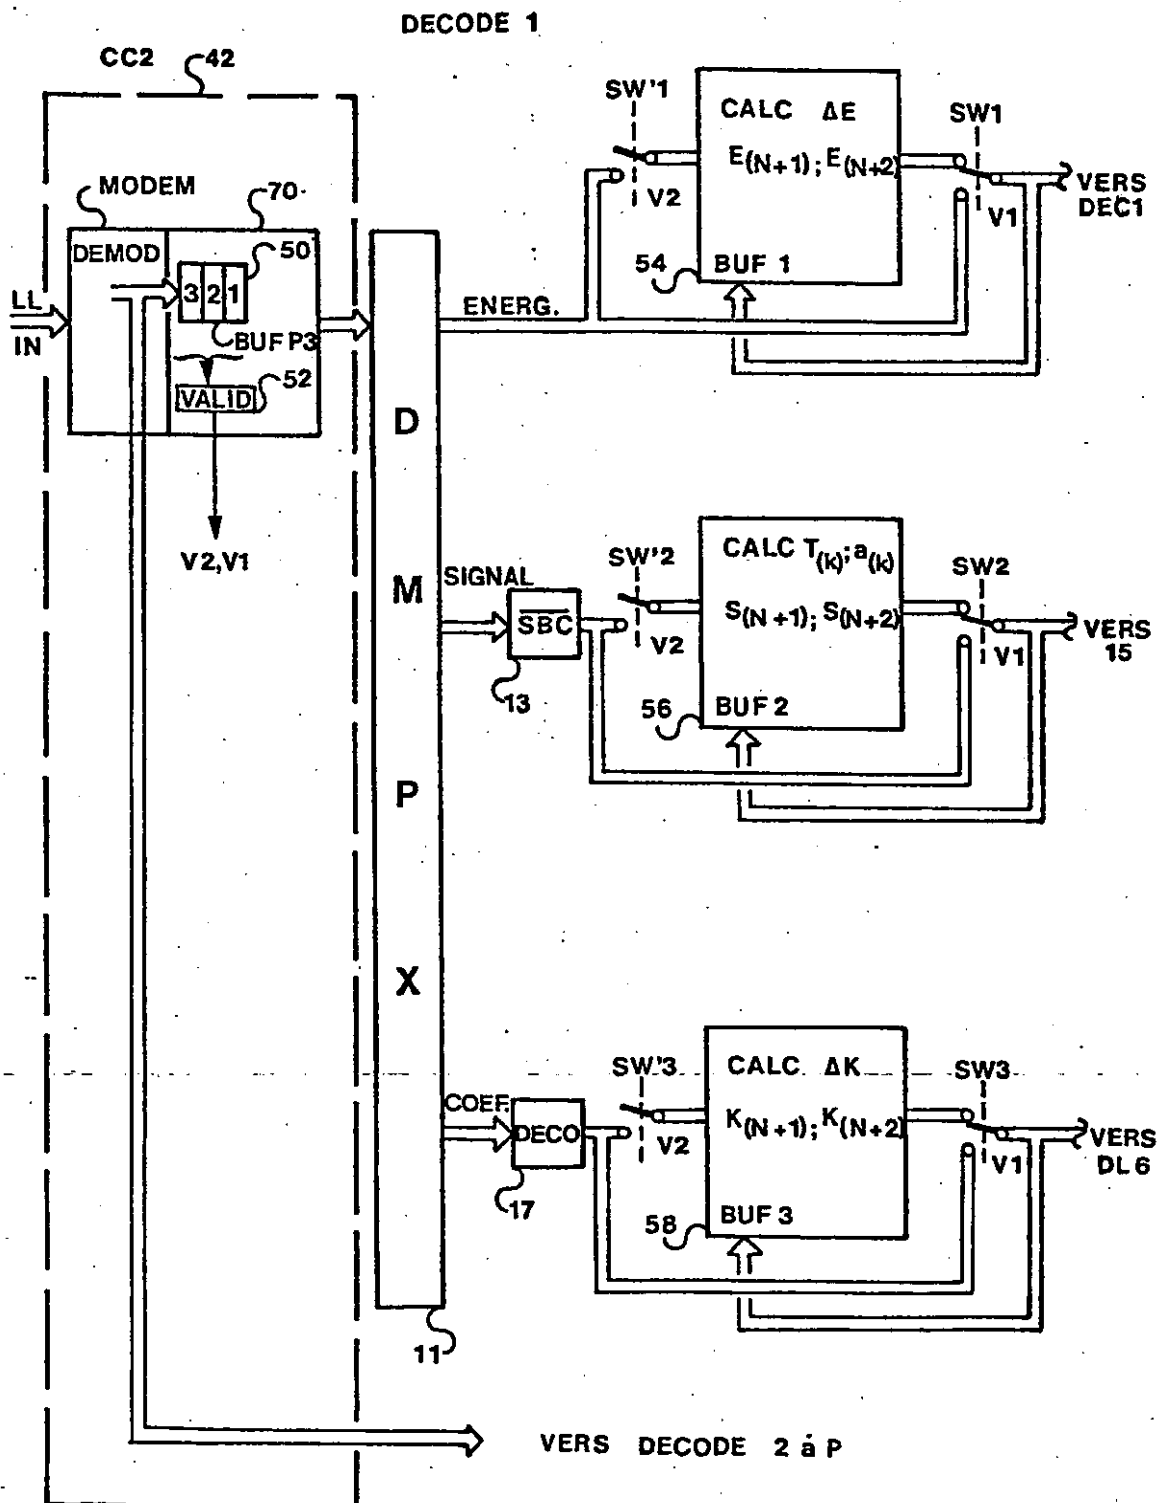 DECODE 1
CC2 42
MODEM
70
DEMOD
50
3 2 1
BUF P3
LL
IN
VALID
52
V2,V1
D
M
P
X
11
ENERG.
SW'1
V2
CALC ΔE
E(N+1); E(N+2)
BUF 1
54
SW1
V1
VERS
DEC1
SIGNAL
SBC
13
SW'2
V2
CALC T(k); a(k)
S(N+1); S(N+2)
BUF 2
56
SW2
V1
VERS
15
COEF.
DECO
17
SW'3
V2
CALC ΔK
K(N+1); K(N+2)
BUF 3
58
SW3
V1
VERS
DL6
VERS DECODE 2 à P